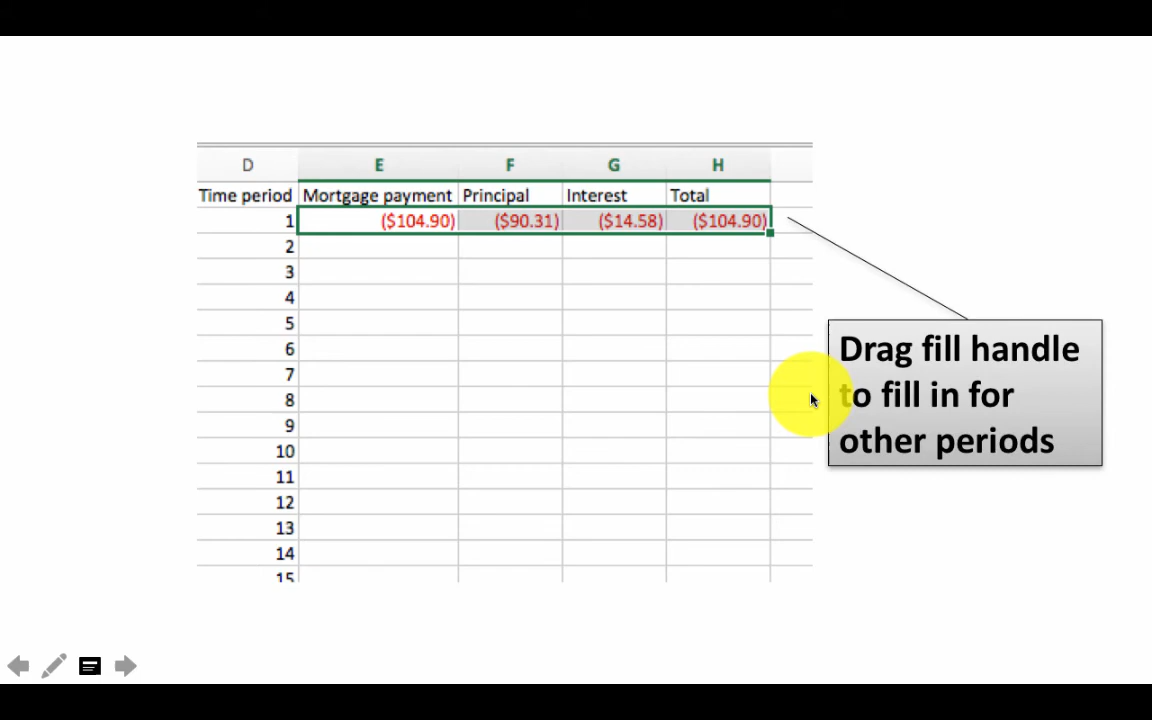 D E F G H
Time period Mortgage payment Principal Interest Total
1 ($104.90) ($90.31) ($14.58) ($104.90)
2
3
4
5
6
7
8
9
10
11
12
13
14
15
Drag fill handle
to fill in for
other periods